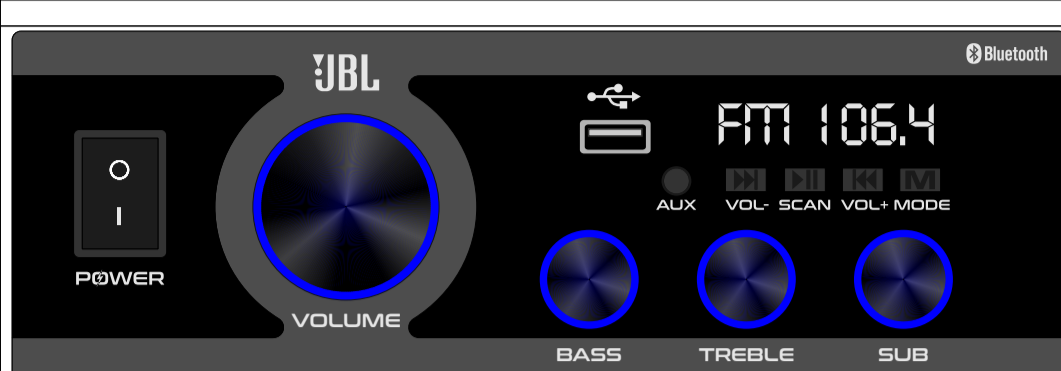 Bluetooth
JBL
FM 106.4
AUX VOL- SCAN VOL+ M MODE
POWER
VOLUME
BASS TREBLE SUB